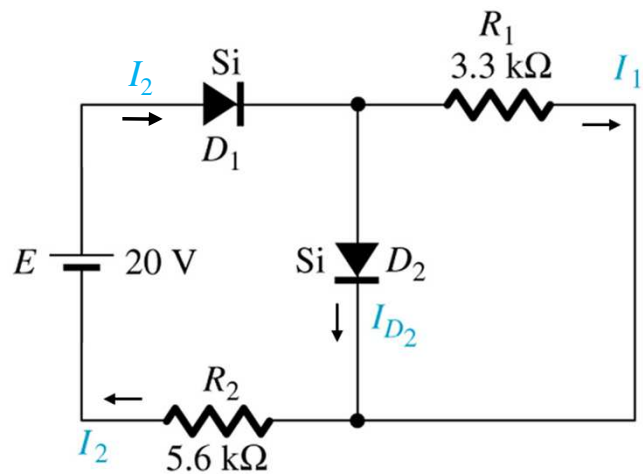 R1
3.3 kΩ
I1
Si
I2
D1
E
20 V
Si
D2
ID2
R2
5.6 kΩ
I2